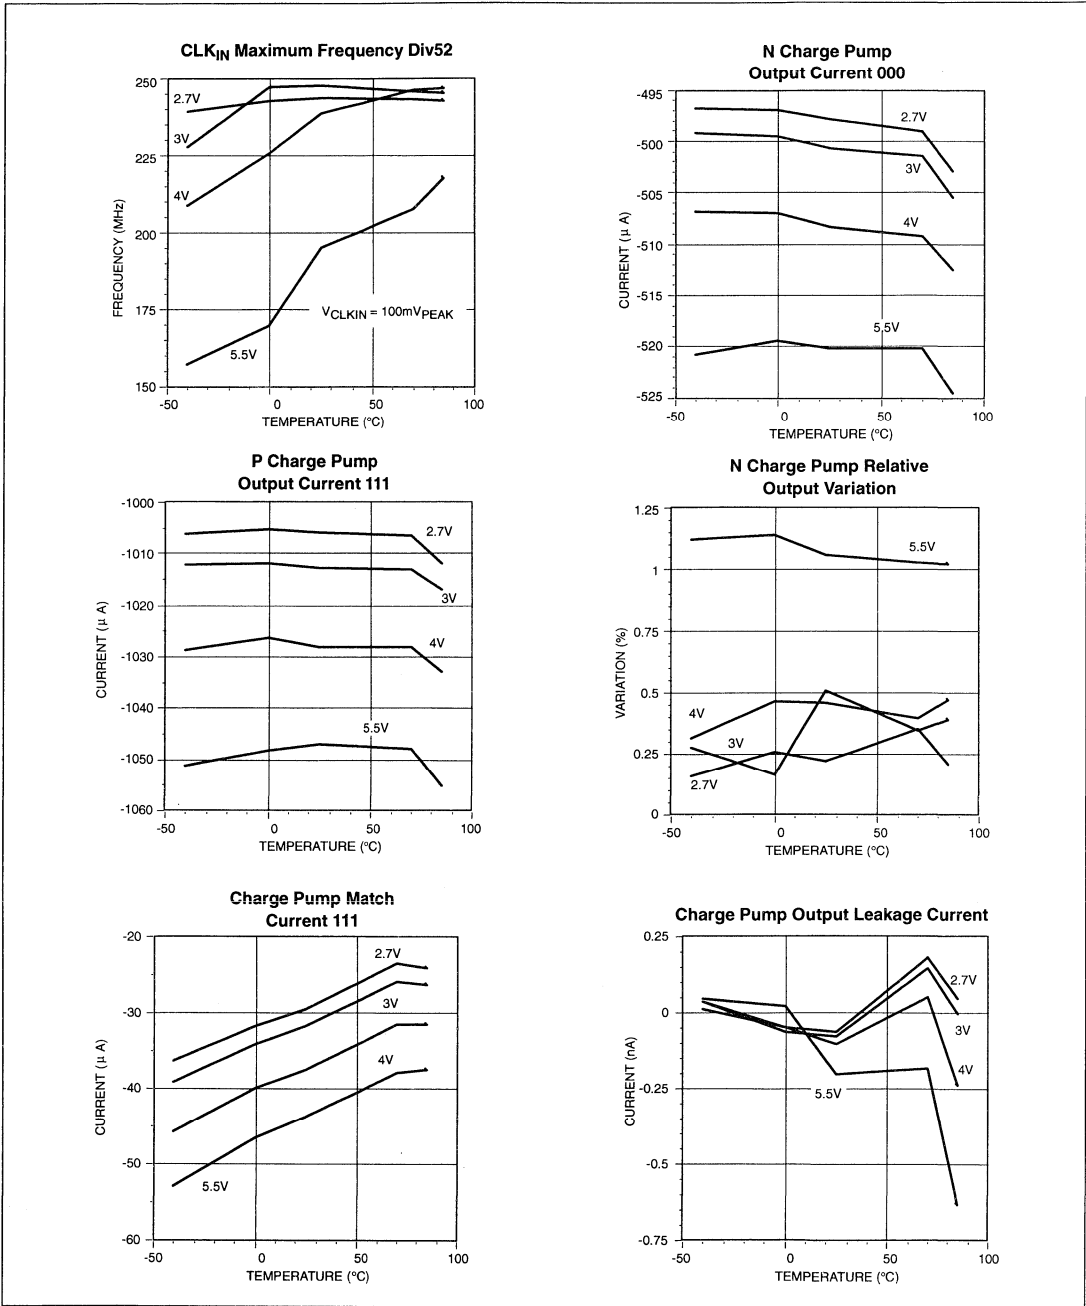 CLKIN Maximum Frequency Div52
250
225
200
175
150
FREQUENCY (MHz)
2.7V
3V
4V
5.5V
VCLKIN = 100mVPEAK
-50
0
50
100
TEMPERATURE (°C)
N Charge Pump
Output Current 000
-495
-500
-505
-510
-515
-520
-525
CURRENT (µ A)
2.7V
3V
4V
5.5V
-50
0
50
100
TEMPERATURE (°C)
P Charge Pump
Output Current 111
-1000
-1010
-1020
-1030
-1040
-1050
-1060
CURRENT (µ A)
2.7V
3V
4V
5.5V
-50
0
50
100
TEMPERATURE (°C)
N Charge Pump Relative
Output Variation
1.25
1
0.75
0.5
0.25
0
VARIATION (%)
5.5V
4V
3V
2.7V
-50
0
50
100
TEMPERATURE (°C)
Charge Pump Match
Current 111
-20
-30
-40
-50
-60
CURRENT (µ A)
2.7V
3V
4V
5.5V
-50
0
50
100
TEMPERATURE (°C)
Charge Pump Output Leakage Current
0.25
0
-0.25
-0.5
-0.75
CURRENT (nA)
2.7V
3V
4V
5.5V
-50
0
50
100
TEMPERATURE (°C)